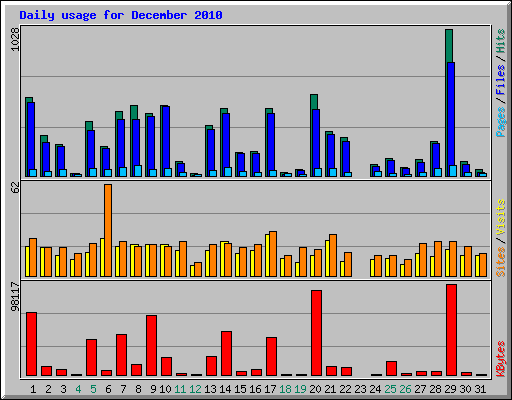 Daily usage for December 2010
1028
Pages / Files / Hits
62
Sites / Visits
98117
KBytes
1 2 3 4 5 6 7 8 9 10 11 12 13 14 15 16 17 18 19 20 21 22 23 24 25 26 27 28 29 30 31